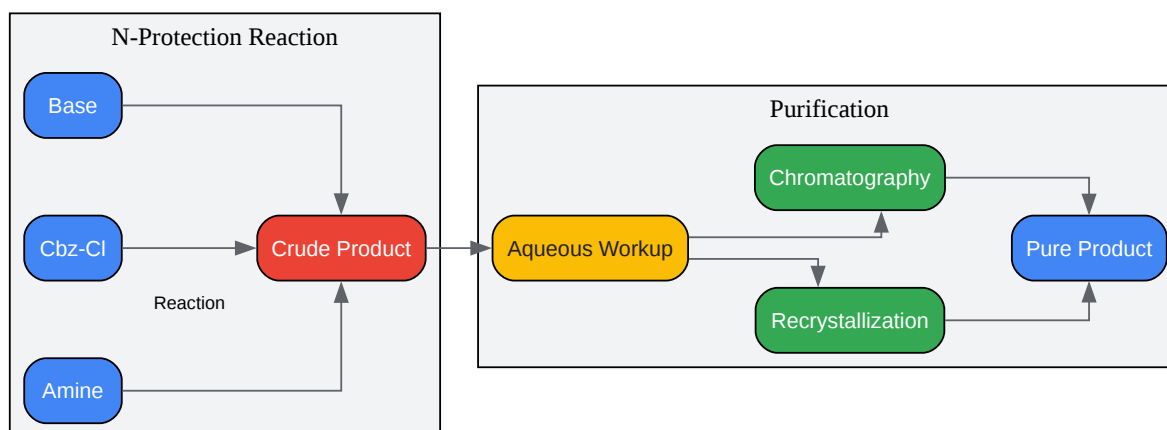 N-Protection Reaction
Base
Cbz-Cl
Crude Product
Reaction
Amine
Purification
Chromatography
Aqueous Workup
Pure Product
Recrystallization